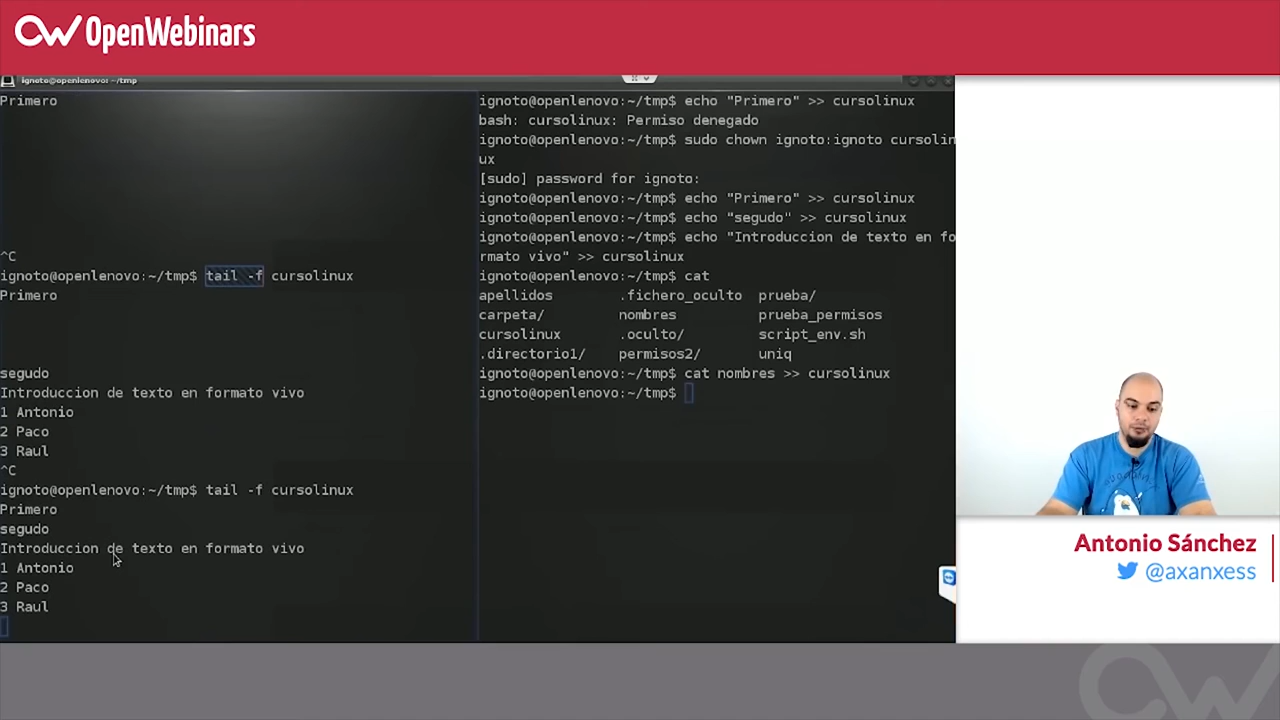 OpenWebinars
ignoto@openlenovo: ~/tmp
Primero
^C
ignoto@openlenovo:~/tmp$ tail -f cursolinux
Primero
segudo
Introduccion de texto en formato vivo
1 Antonio
2 Paco
3 Raul
^C
ignoto@openlenovo:~/tmp$ tail -f cursolinux
Primero
segudo
Introduccion de texto en formato vivo
1 Antonio
2 Paco
3 Raul
ignoto@openlenovo:~/tmp$ echo "Primero" >> cursolinux
bash: cursolinux: Permiso denegado
ignoto@openlenovo:~/tmp$ sudo chown ignoto:ignoto cursolin
ux
[sudo] password for ignoto:
ignoto@openlenovo:~/tmp$ echo "Primero" >> cursolinux
ignoto@openlenovo:~/tmp$ echo "segudo" >> cursolinux
ignoto@openlenovo:~/tmp$ echo "Introduccion de texto en fo
rmato vivo" >> cursolinux
ignoto@openlenovo:~/tmp$ cat
apellidos .fichero_oculto prueba/
carpeta/ nombres prueba_permisos
cursolinux .oculto/ script_env.sh
.directorio1/ permisos2/ uniq
ignoto@openlenovo:~/tmp$ cat nombres >> cursolinux
ignoto@openlenovo:~/tmp$
Antonio Sánchez
@axanxess